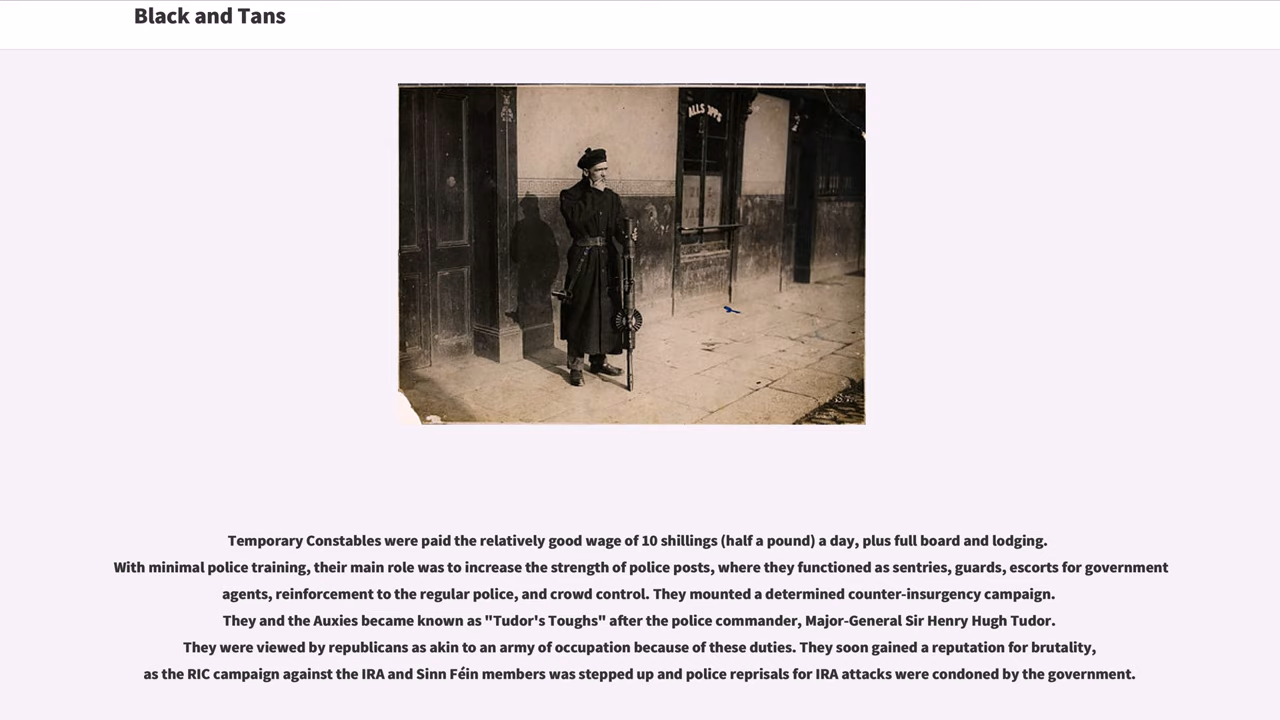 Black and Tans
ALLS
Temporary Constables were paid the relatively good wage of 10 shillings (half a pound) a day, plus full board and lodging.
With minimal police training, their main role was to increase the strength of police posts, where they functioned as sentries, guards, escorts for government
agents, reinforcement to the regular police, and crowd control. They mounted a determined counter-insurgency campaign.
They and the Auxies became known as "Tudor's Toughs" after the police commander, Major-General Sir Henry Hugh Tudor.
They were viewed by republicans as akin to an army of occupation because of these duties. They soon gained a reputation for brutality,
as the RIC campaign against the IRA and Sinn Féin members was stepped up and police reprisals for IRA attacks were condoned by the government.